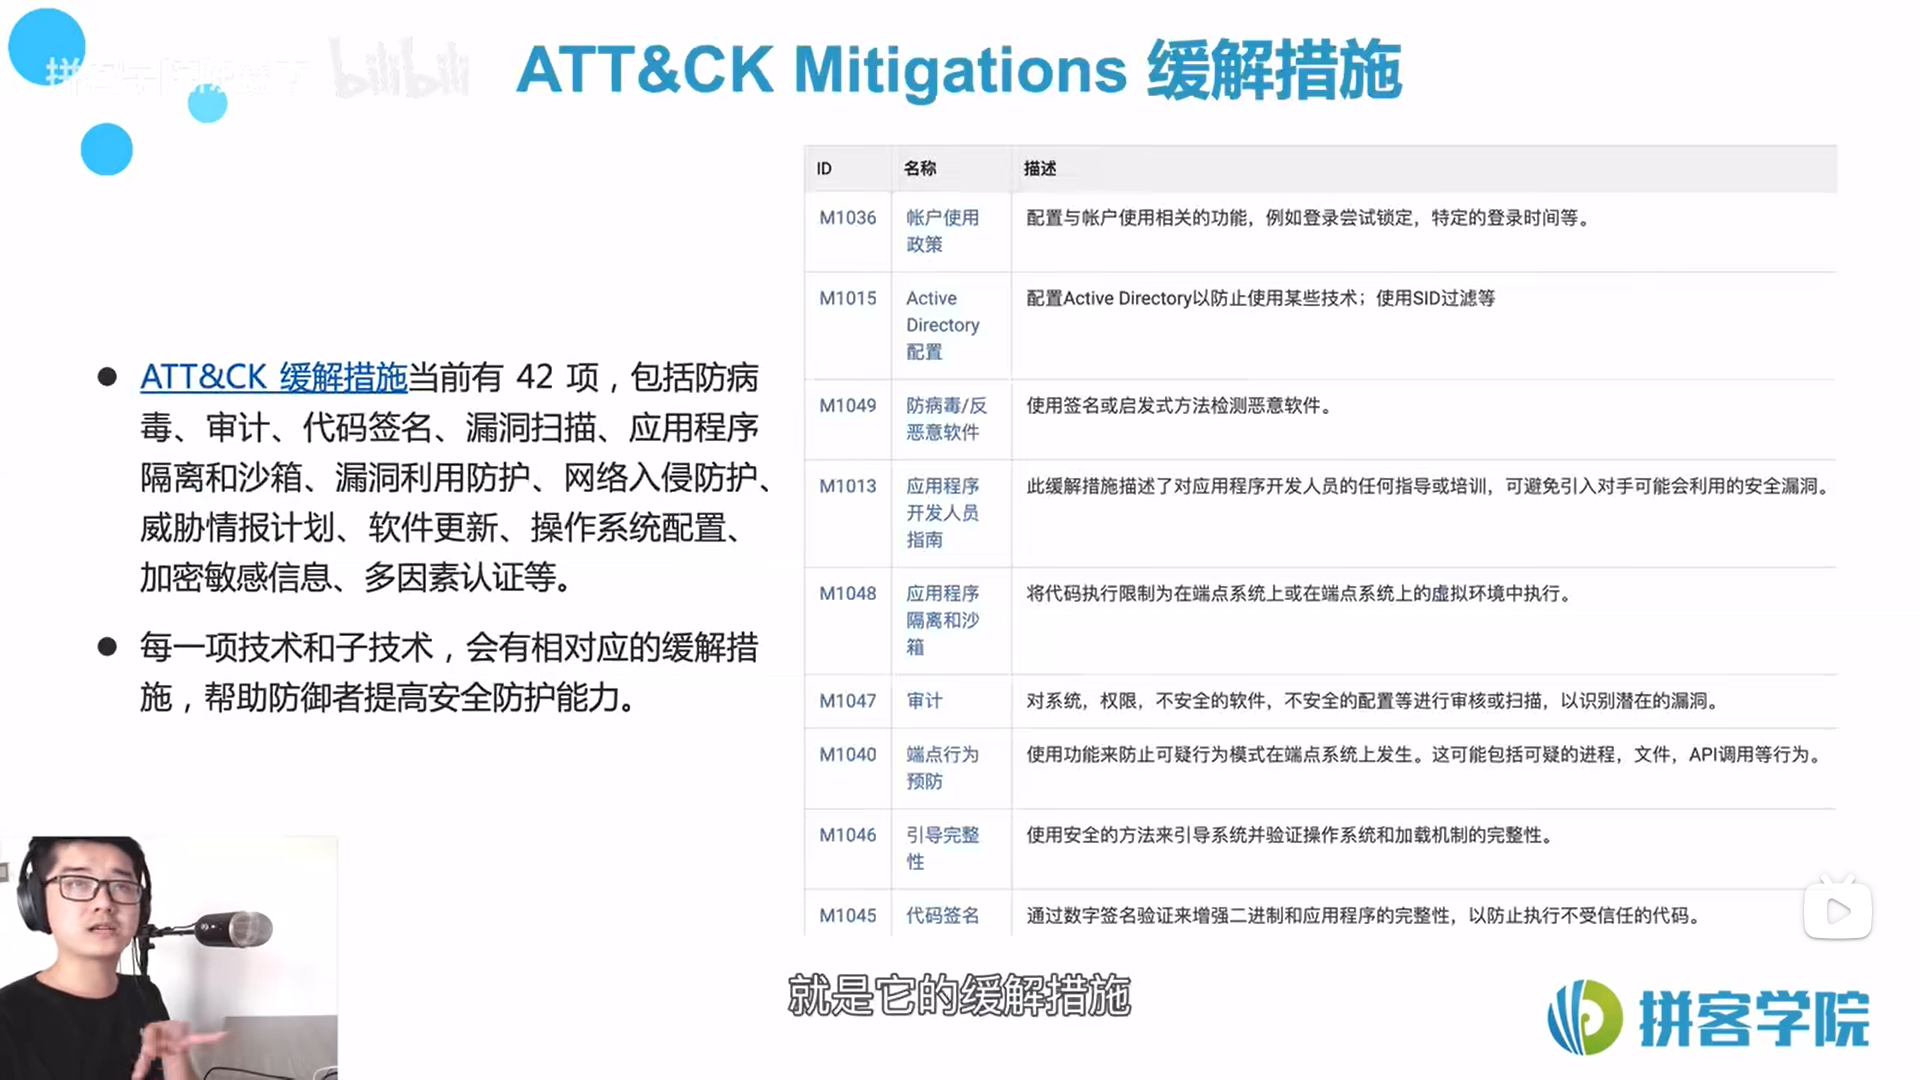 bilibili
ATT&CK Mitigations 缓解措施
ATT&CK 缓解措施当前有 42 项，包括防病
毒、审计、代码签名、漏洞扫描、应用程序
隔离和沙箱、漏洞利用防护、网络入侵防护、
威胁情报计划、软件更新、操作系统配置、
加密敏感信息、多因素认证等。
每一项技术和子技术，会有相对应的缓解措
施，帮助防御者提高安全防护能力。
ID 名称 描述
M1036 帐户使用 配置与帐户使用相关的功能，例如登录尝试锁定，特定的登录时间等。
政策
M1015 Active 配置Active Directory以防止使用某些技术；使用SID过滤等
Directory
配置
M1049 防病毒/反 使用签名或启发式方法检测恶意软件。
恶意软件
M1013 应用程序 此缓解措施描述了对应用程序开发人员的任何指导或培训，可避免引入对手可能会利用的安全漏洞。
开发人员
指南
M1048 应用程序 将代码执行限制为在端点系统上或在端点系统上的虚拟环境中执行。
隔离和沙
箱
M1047 审计 对系统，权限，不安全的软件，不安全的配置等进行审核或扫描，以识别潜在的漏洞。
M1040 端点行为 使用功能来防止可疑行为模式在端点系统上发生。这可能包括可疑的进程，文件，API调用等行为。
预防
M1046 引导完整 使用安全的方法来引导系统并验证操作系统和加载机制的完整性。
性
M1045 代码签名 通过数字签名验证来增强二进制和应用程序的完整性，以防止执行不受信任的代码。
就是它的缓解措施
拼客学院